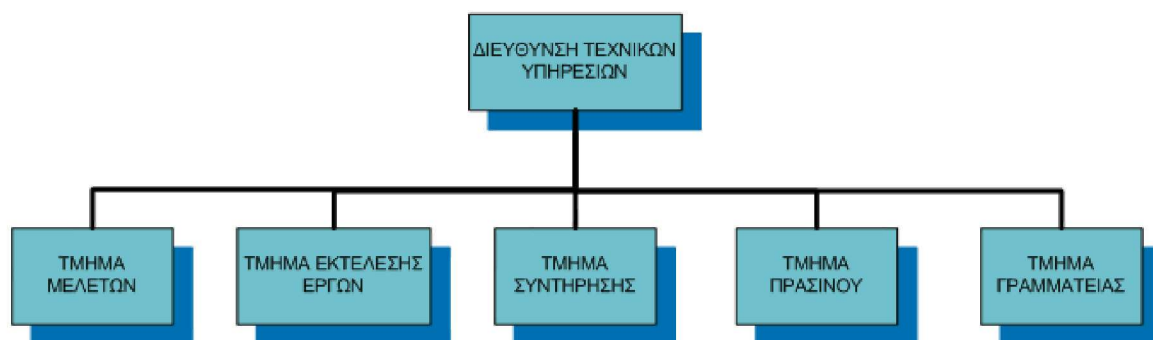 ΔΙΕΥΘΥΝΣΗ ΤΕΧΝΙΚΩΝ
ΥΠΗΡΕΣΙΩΝ
ΤΜΗΜΑ
ΜΕΛΕΤΩΝ
ΤΜΗΜΑ ΕΚΤΕΛΕΣΗΣ
ΕΡΓΩΝ
ΤΜΗΜΑ
ΣΥΝΤΗΡΗΣΗΣ
ΤΜΗΜΑ
ΠΡΑΣΙΝΟΥ
ΤΜΗΜΑ
ΓΡΑΜΜΑΤΕΙΑΣ